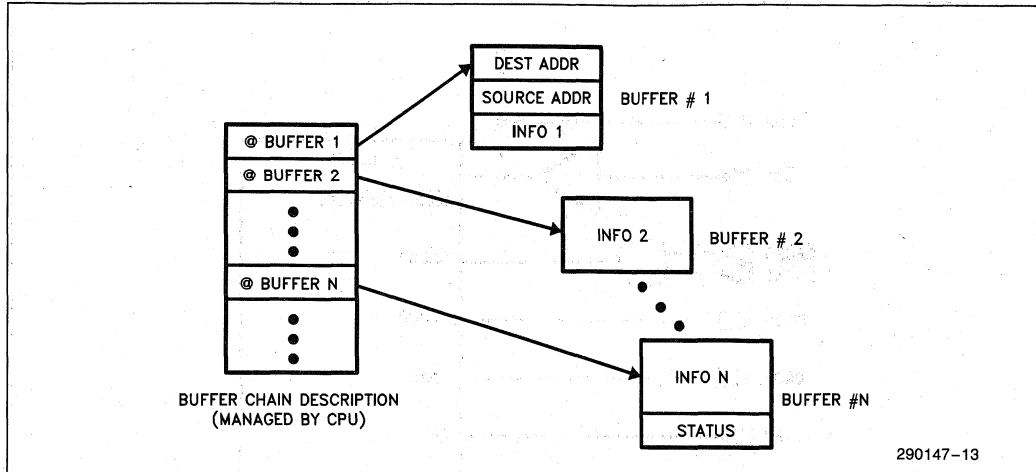 DEST ADDR
SOURCE ADDR
INFO 1
BUFFER # 1
@ BUFFER 1
@ BUFFER 2
@ BUFFER N
BUFFER CHAIN DESCRIPTION
(MANAGED BY CPU)
INFO 2
BUFFER # 2
INFO N
STATUS
BUFFER #N
290147-13